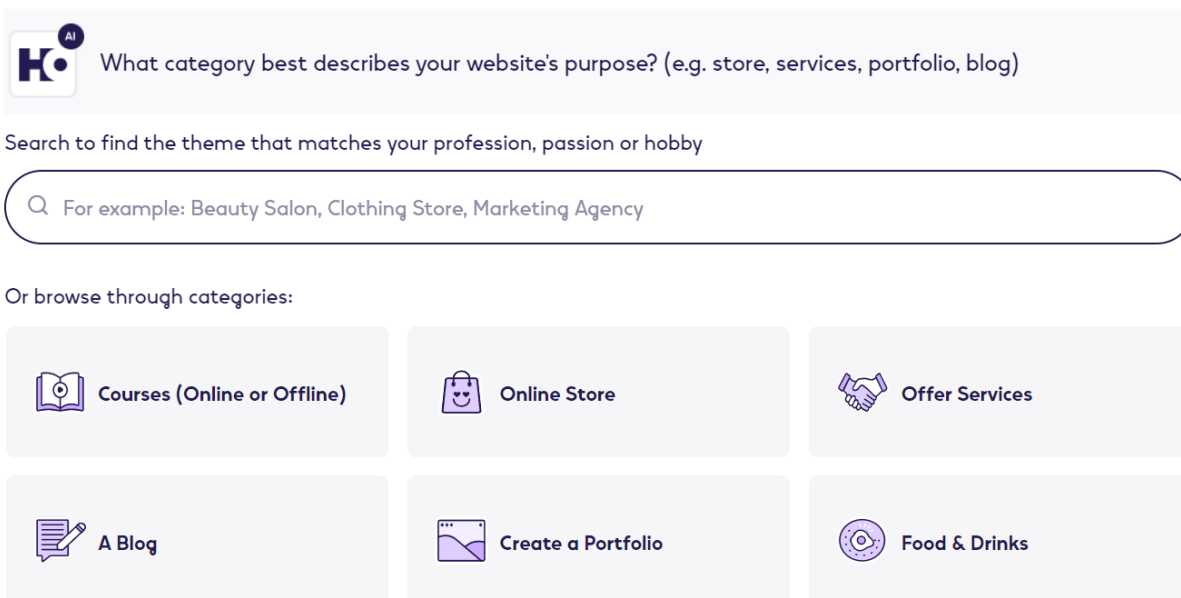 AI
HO
What category best describes your website's purpose? (e.g. store, services, portfolio, blog)
Search to find the theme that matches your profession, passion or hobby
For example: Beauty Salon, Clothing Store, Marketing Agency
Or browse through categories:
Courses (Online or Offline)
Online Store
Offer Services
A Blog
Create a Portfolio
Food & Drinks